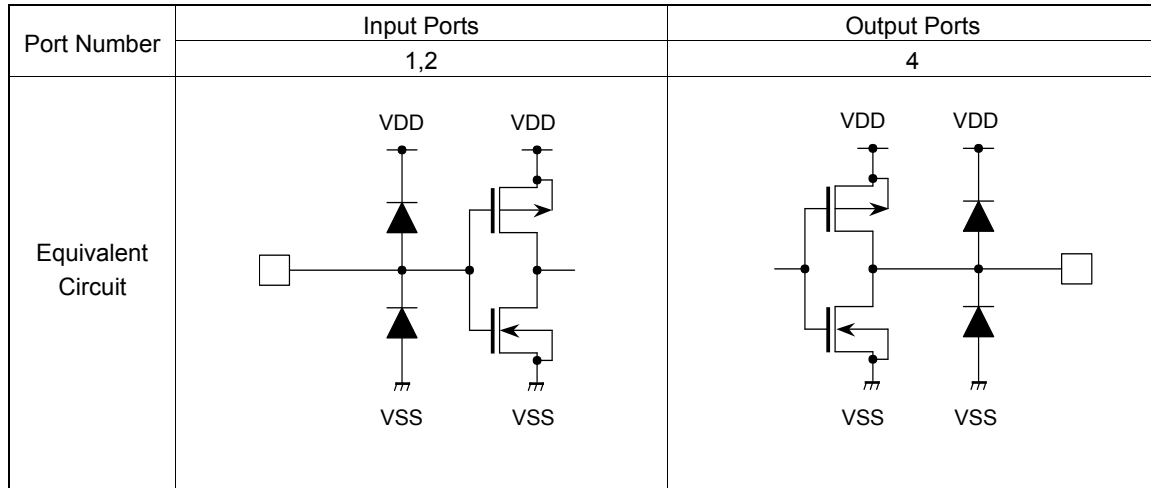 Port Number
Input Ports
Output Ports
1,2
4
Equivalent
Circuit
VDD
VDD
VSS
VSS
VDD
VDD
VSS
VSS